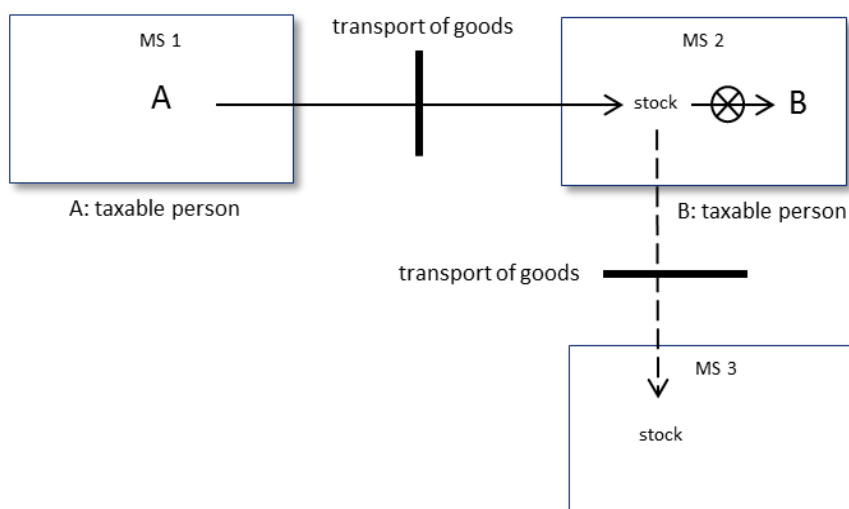 transport of goods
MS 1
MS 2
A
stock
B
A: taxable person
B: taxable person
transport of goods
MS 3
stock